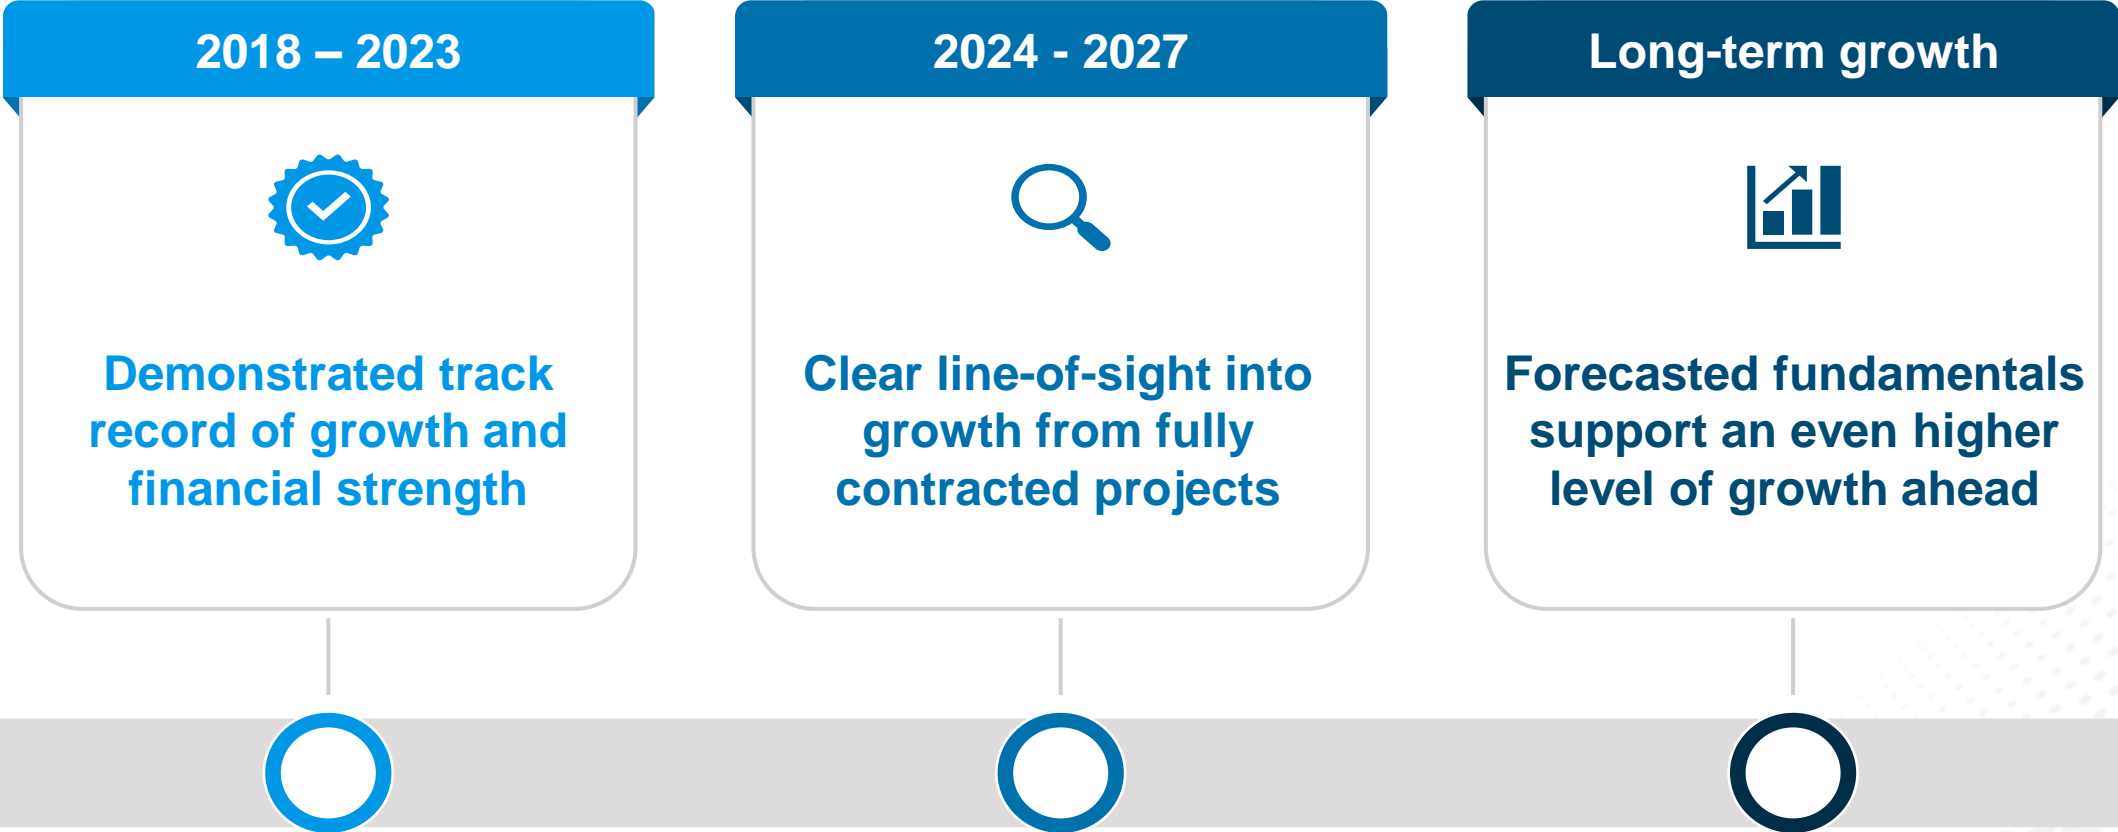 2018 – 2023
Demonstrated track
record of growth and
financial strength
2024 - 2027
Clear line-of-sight into
growth from fully
contracted projects
Long-term growth
Forecasted fundamentals
support an even higher
level of growth ahead